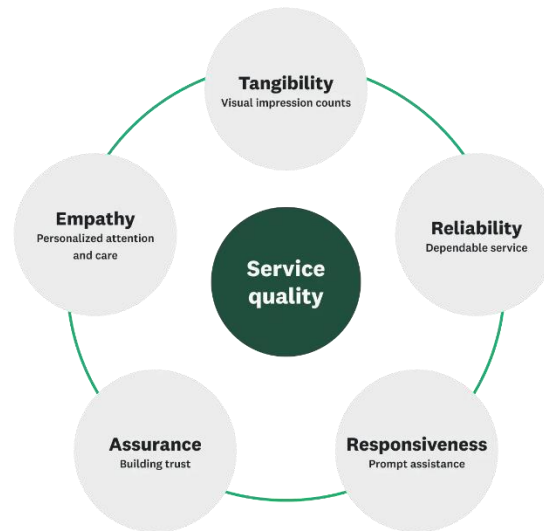 Tangibility
Visual impression counts
Empathy
Personalized attention
and care
Reliability
Dependable service
Service
quality
Assurance
Building trust
Responsiveness
Prompt assistance